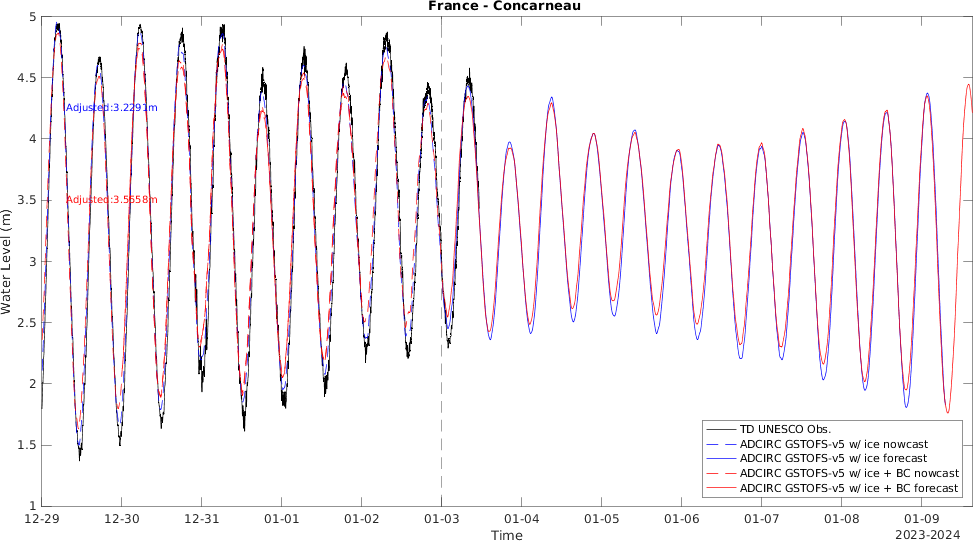 France - Concarneau
5
4.5
4
3.5
3
2.5
2
1.5
1
Water Level (m)
Adjusted:3.2291m
Adjusted:3.5558m
TD UNESCO Obs.
ADCIRC GSTOFS-v5 w/ ice nowcast
ADCIRC GSTOFS-v5 w/ ice forecast
ADCIRC GSTOFS-v5 w/ ice + BC nowcast
ADCIRC GSTOFS-v5 w/ ice + BC forecast
12-29 12-30 12-31 01-01 01-02 01-03 01-04 01-05 01-06 01-07 01-08 01-09
Time
2023-2024